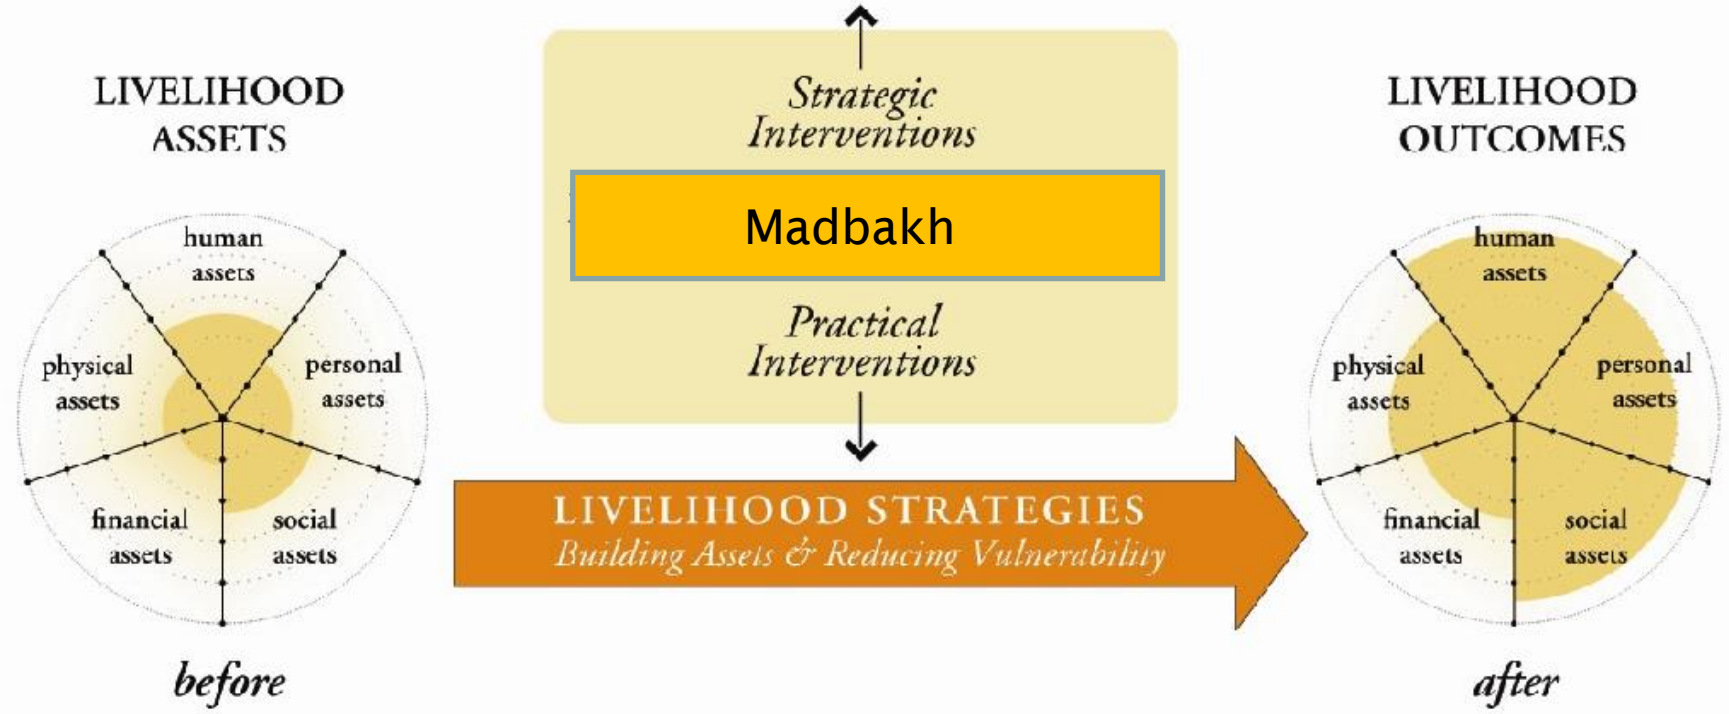 LIVELIHOOD
ASSETS
human
assets
physical
assets
personal
assets
financial
assets
social
assets
before
Strategic
Interventions
Madbakh
Practical
Interventions
LIVELIHOOD STRATEGIES
Building Assets & Reducing Vulnerability
LIVELIHOOD
OUTCOMES
human
assets
physical
assets
personal
assets
financial
assets
social
assets
after